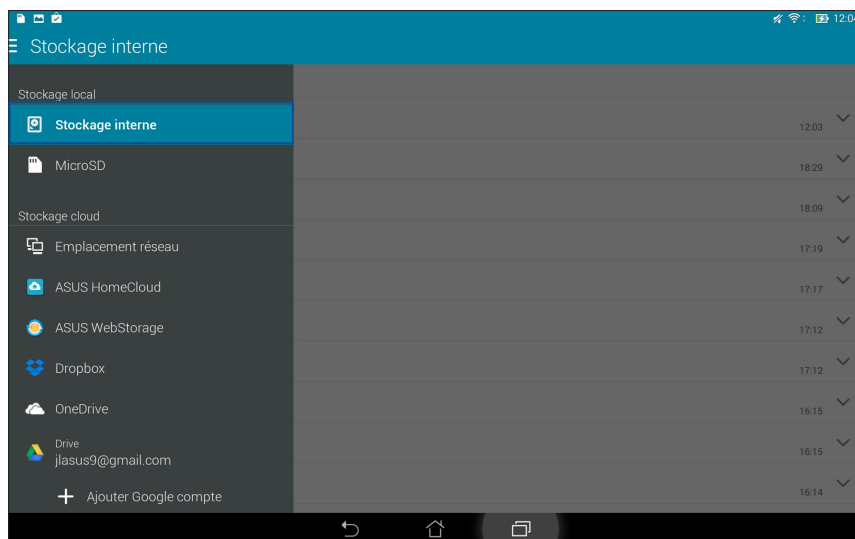 12:04
Stockage interne
Stockage local
Stockage interne
12:03
MicroSD
18:29
Stockage cloud
18:09
Emplacement réseau
17:19
ASUS HomeCloud
17:17
ASUS WebStorage
17:12
Dropbox
17:12
OneDrive
16:15
Drive
jlasus9@gmail.com
16:15
Ajouter Google compte
16:14